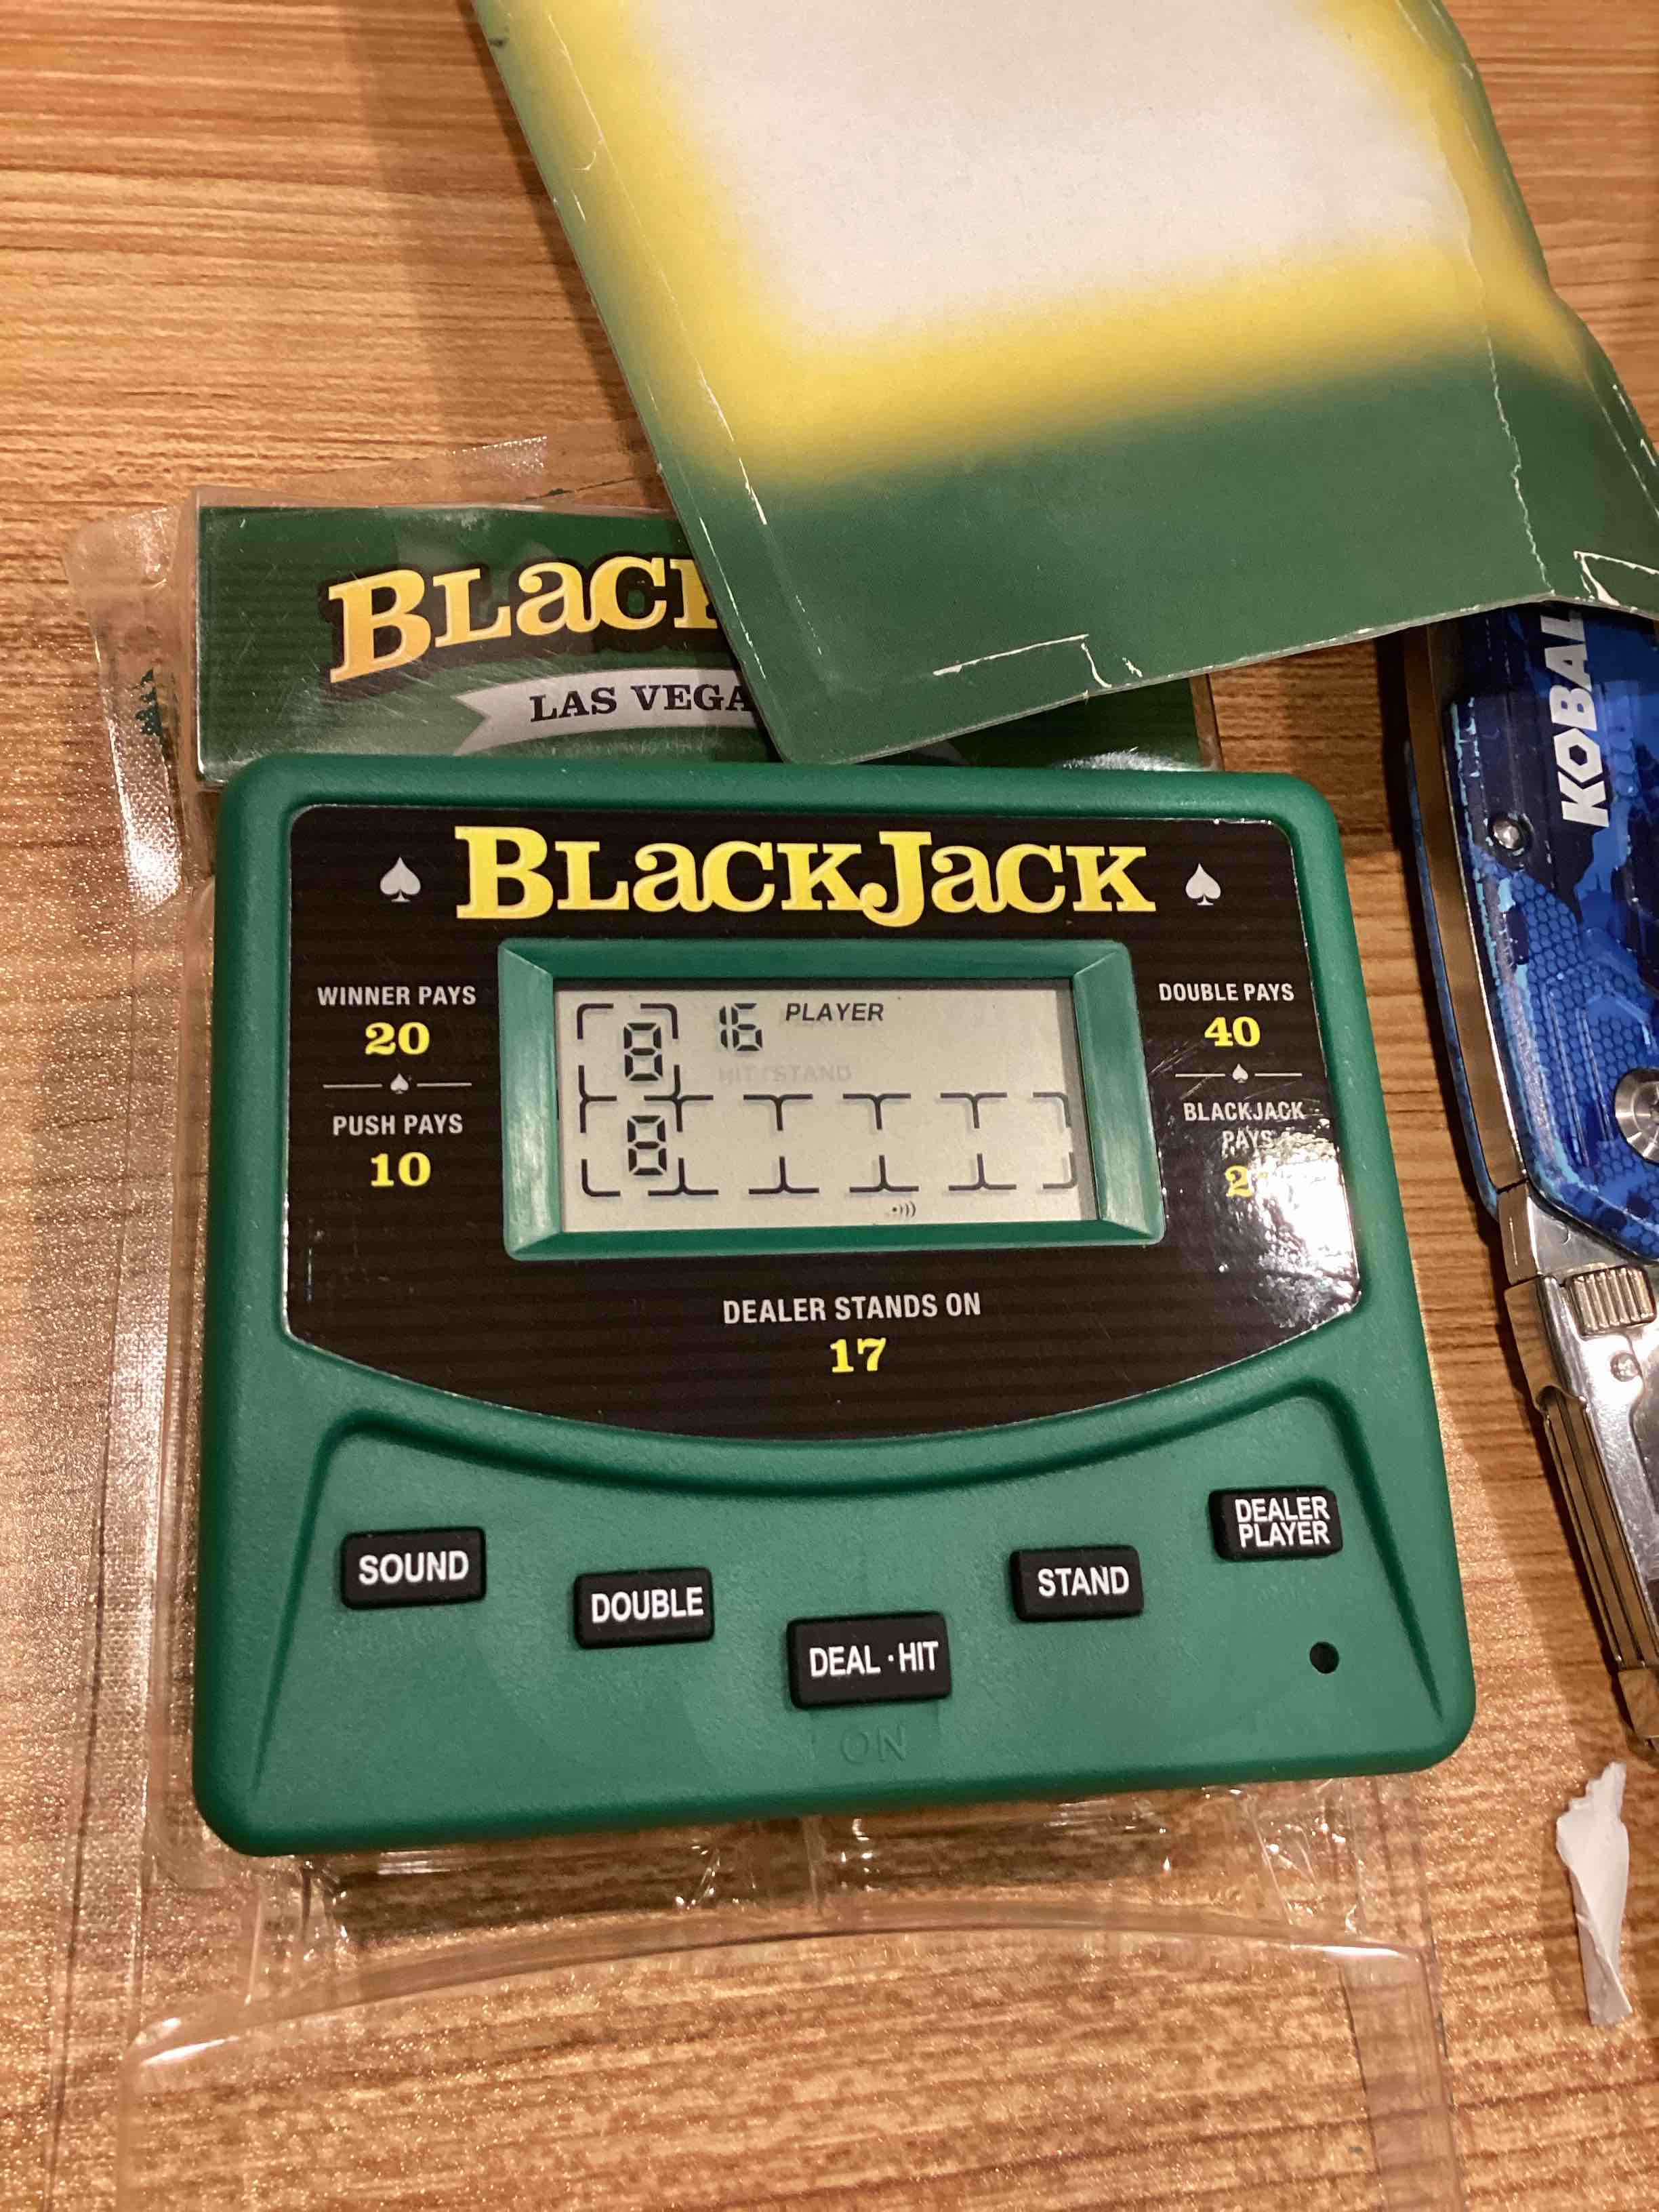 LAS VEGA
KOBAL
BLACKJACK
WINNER PAYS
20
PUSH PAYS
10
8
16 PLAYER
HIT STAND
8
DOUBLE PAYS
40
BLACKJACK
PAYS
DEALER STANDS ON
17
SOUND
DOUBLE
DEAL · HIT
STAND
DEALER
PLAYER
ON